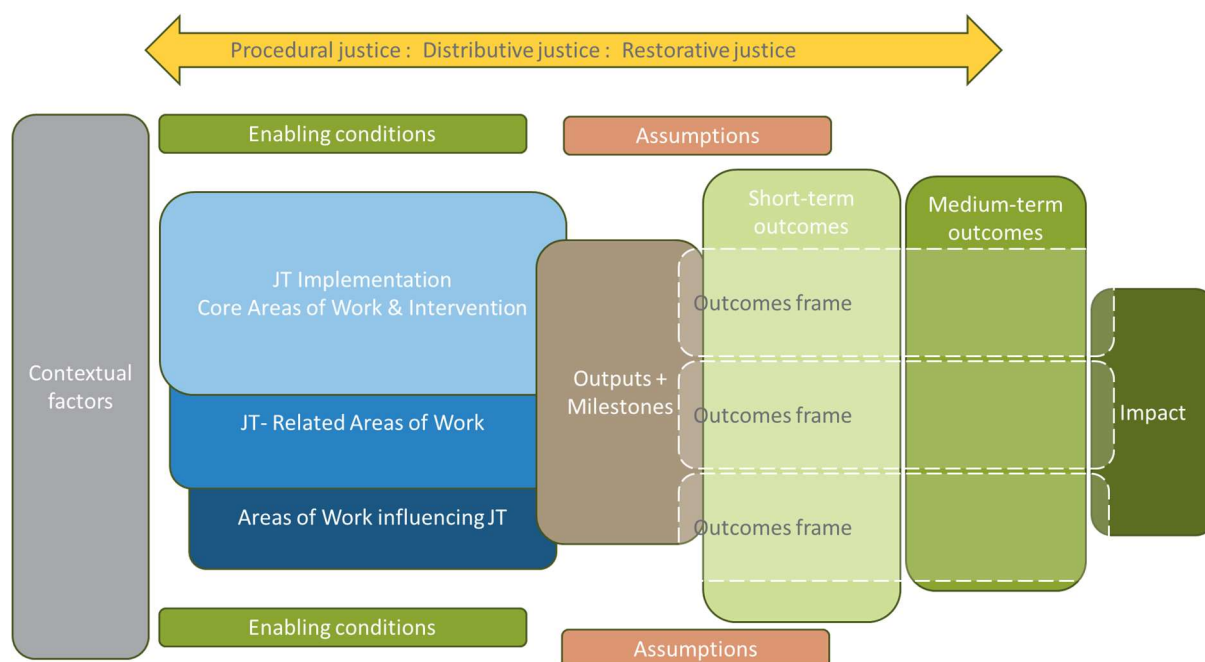 Procedural justice : Distributive justice : Restorative justice
Enabling conditions
Assumptions
Contextual
factors
JT Implementation
Core Areas of Work & Intervention
JT- Related Areas of Work
Areas of Work influencing JT
Outputs +
Milestones
Short-term
outcomes
Medium-term
outcomes
Outcomes frame
Outcomes frame
Outcomes frame
Impact
Enabling conditions
Assumptions